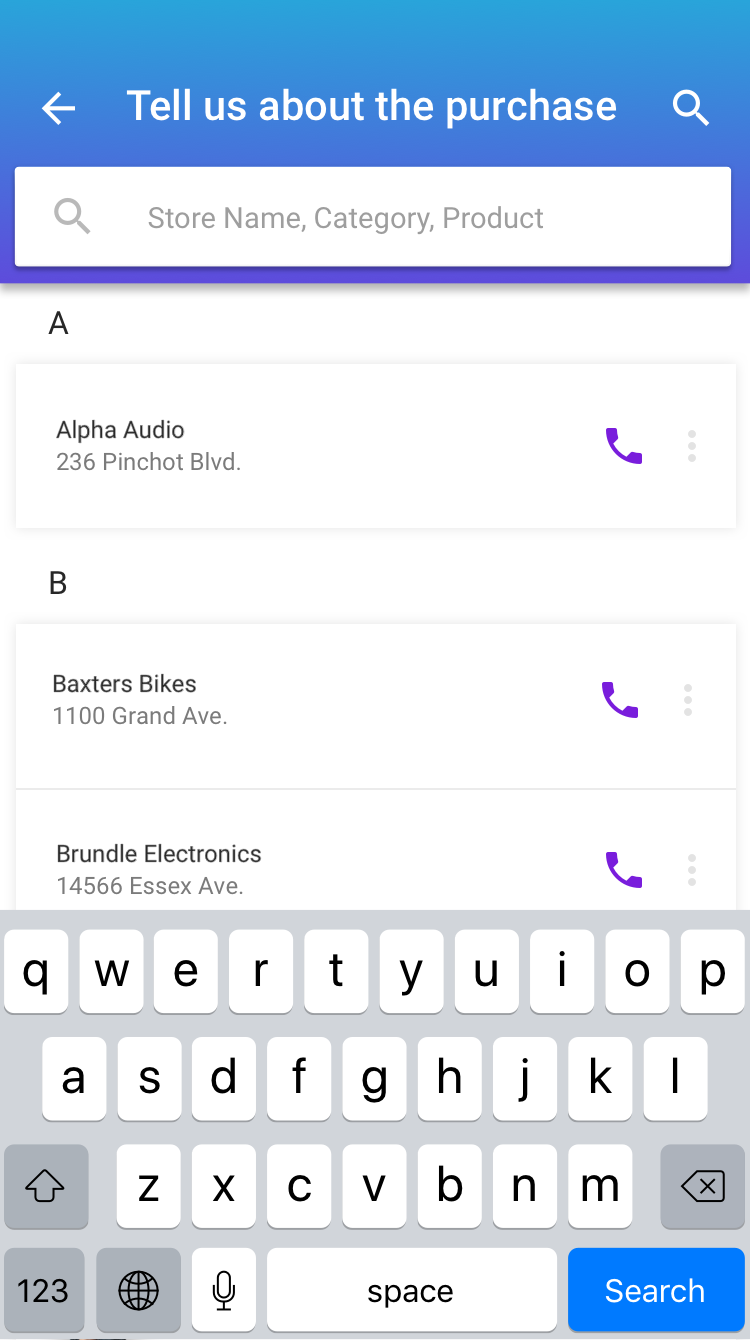 Tell us about the purchase
Store Name, Category, Product
A
Alpha Audio
236 Pinchot Blvd.
B
Baxters Bikes
1100 Grand Ave.
Brundle Electronics
14566 Essex Ave.
q w e r t y u i o p
a s d f g h j k l
z x c v b n m
123 space Search